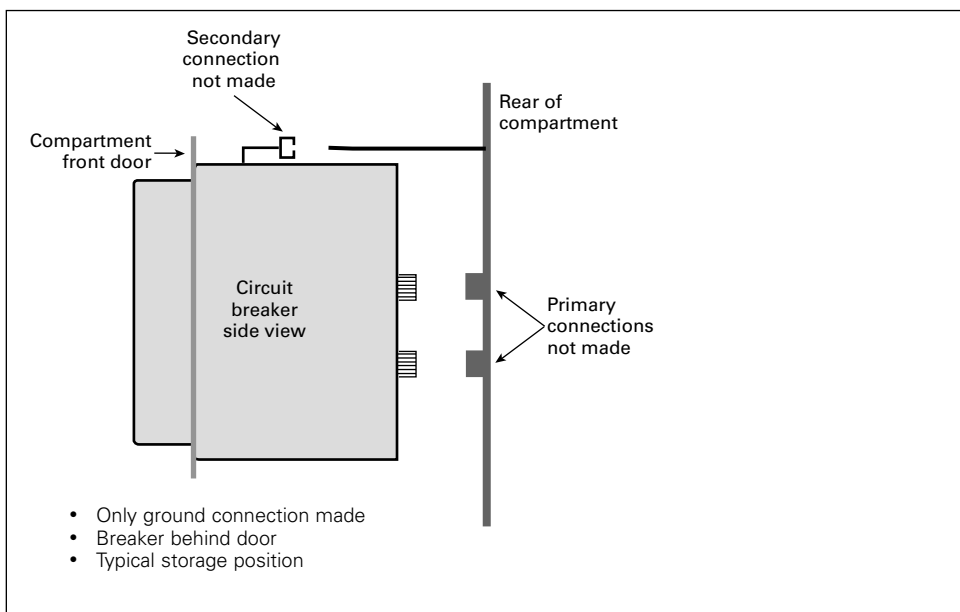 Secondary
connection
not made
Rear of
compartment
Compartment
front door
Circuit
breaker
side view
Primary
connections
not made
• Only ground connection made
• Breaker behind door
• Typical storage position